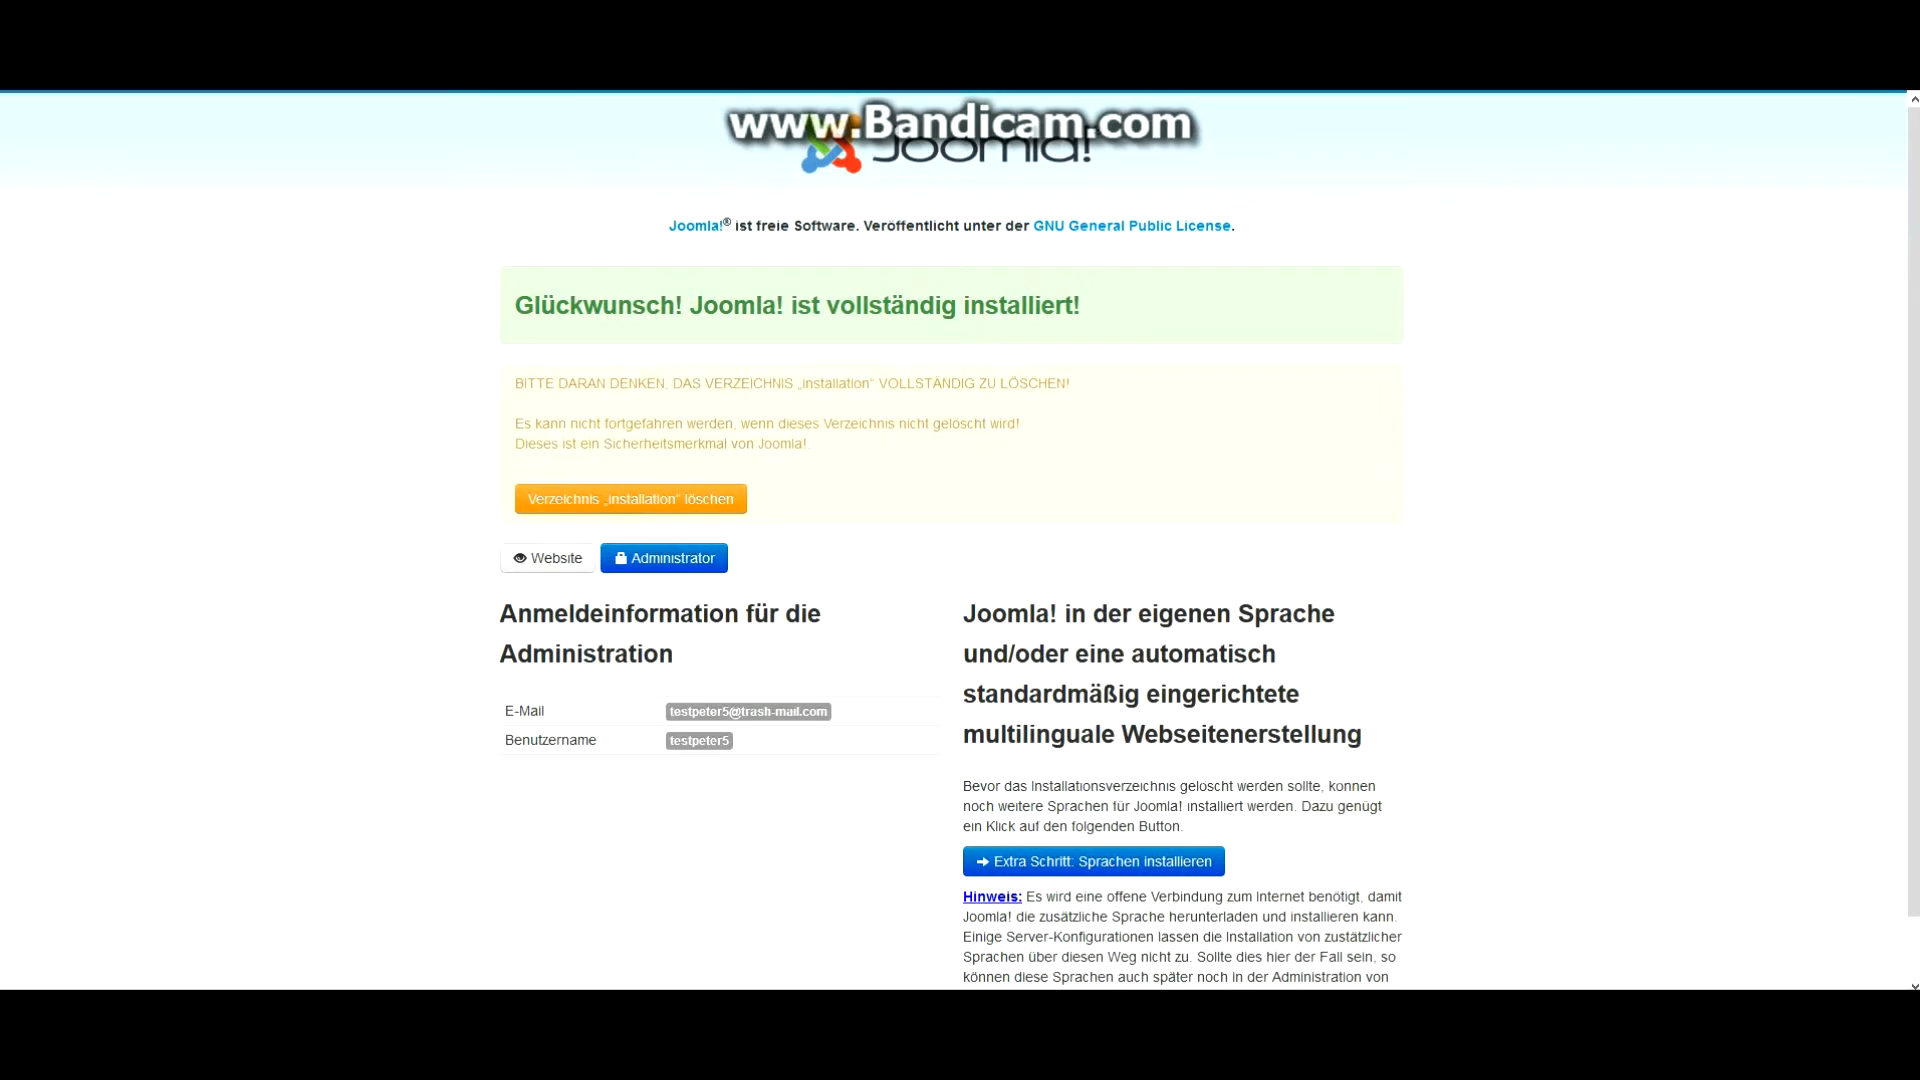 www.Bandicam.com
Joomla!
Joomla!® ist freie Software. Veröffentlicht unter der GNU General Public License.
Glückwunsch! Joomla! ist vollständig installiert!
BITTE DARAN DENKEN, DAS VERZEICHNIS „installation“ VOLLSTÄNDIG ZU LÖSCHEN!
Es kann nicht fortgefahren werden, wenn dieses Verzeichnis nicht gelöscht wird!
Dieses ist ein Sicherheitsmerkmal von Joomla!.
Verzeichnis „installation“ löschen
Website Administrator
Anmeldeinformation für die
Administration
E-Mail testpeter5@trash-mail.com
Benutzername testpeter5
Joomla! in der eigenen Sprache
und/oder eine automatisch
standardmäßig eingerichtete
multilinguale Webseitenerstellung
Bevor das Installationsverzeichnis gelöscht werden sollte, können
noch weitere Sprachen für Joomla! installiert werden. Dazu genügt
ein Klick auf den folgenden Button.
Extra Schritt: Sprachen installieren
Hinweis: Es wird eine offene Verbindung zum Internet benötigt, damit
Joomla! die zusätzliche Sprache herunterladen und installieren kann.
Einige Server-Konfigurationen lassen die Installation von zustätzlicher
Sprachen über diesen Weg nicht zu. Sollte dies hier der Fall sein, so
können diese Sprachen auch später noch in der Administration von